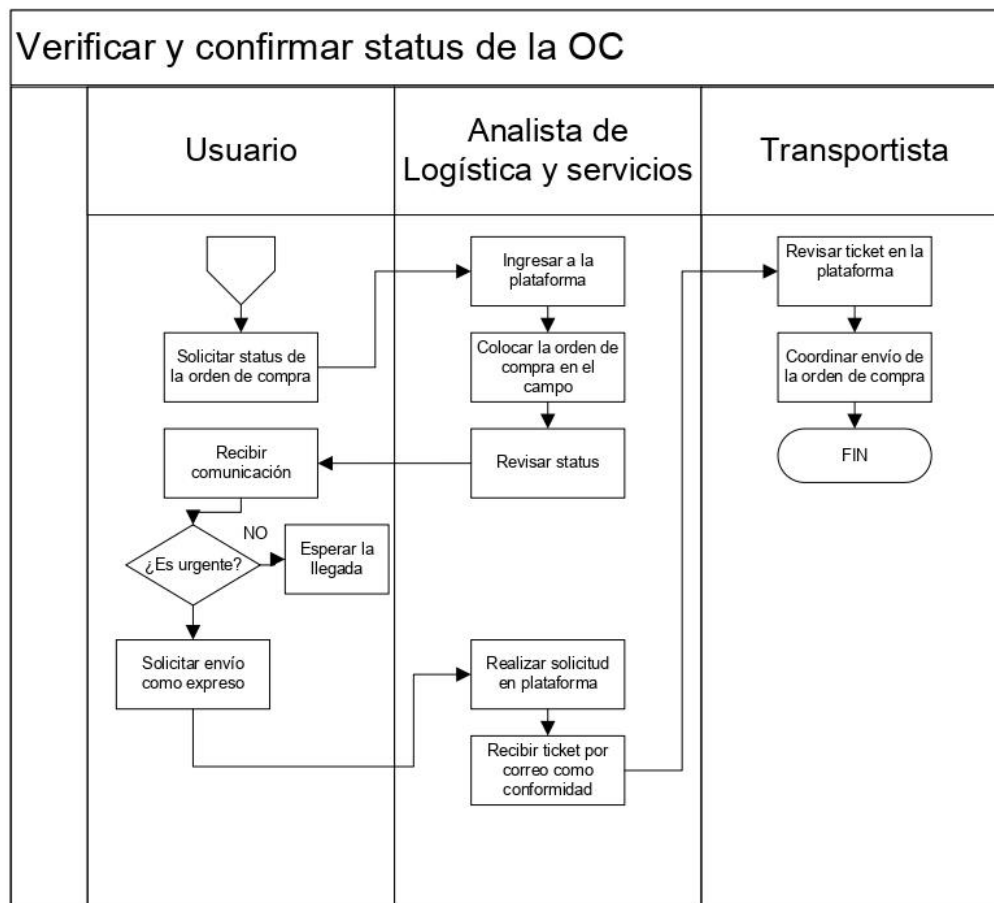 Verificar y confirmar status de la OC
Usuario
Analista de
Logística y servicios
Transportista
Solicitar status de
la orden de compra
Ingresar a la
plataforma
Colocar la orden de
compra en el
campo
Revisar status
Recibir
comunicación
¿Es urgente?
NO
Esperar la
llegada
Solicitar envío
como expreso
Realizar solicitud
en plataforma
Recibir ticket por
correo como
conformidad
Revisar ticket en la
plataforma
Coordinar envío de
la orden de compra
FIN